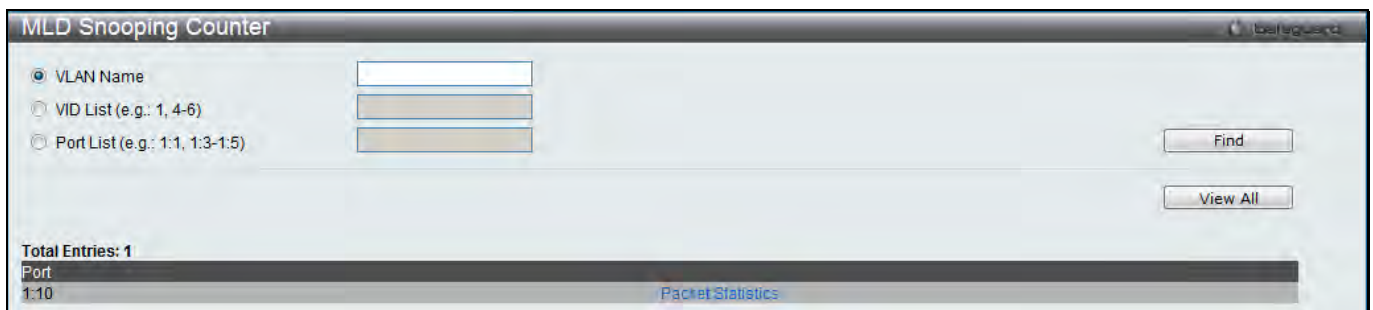 MLD Snooping Counter
Safeguard
VLAN Name
VID List (e.g.: 1, 4-6)
Port List (e.g.: 1:1, 1:3-1:5)
Find
View All
Total Entries: 1
Port
1:10 Packet Statistics